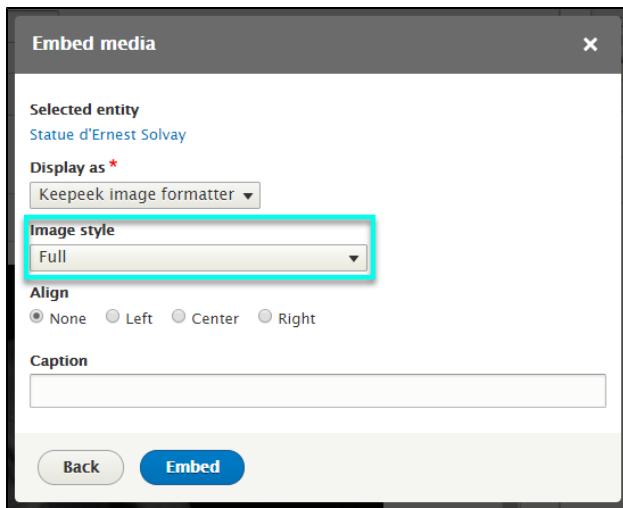 Embed media
Selected entity
Statue d'Ernest Solvay
Display as *
Keepeek image formatter
Image style
Full
Align
None Left Center Right
Caption
Back Embed